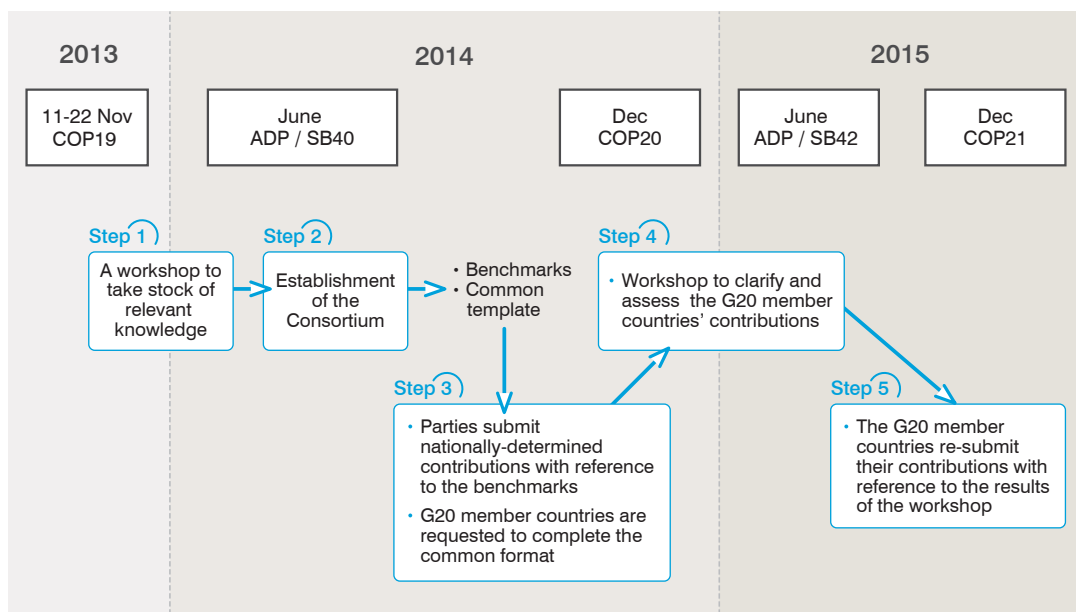 2013
2014
2015
11-22 Nov
COP19
June
ADP / SB40
Dec
COP20
June
ADP / SB42
Dec
COP21
Step 1
A workshop to
take stock of
relevant
knowledge
Step 2
Establishment
of the
Consortium
• Benchmarks
• Common
template
Step 3
• Parties submit
nationally-determined
contributions with reference
to the benchmarks
• G20 member countries are
requested to complete the
common format
Step 4
• Workshop to clarify and
assess the G20 member
countries' contributions
Step 5
• The G20 member
countries re-submit
their contributions with
reference to the results
of the workshop